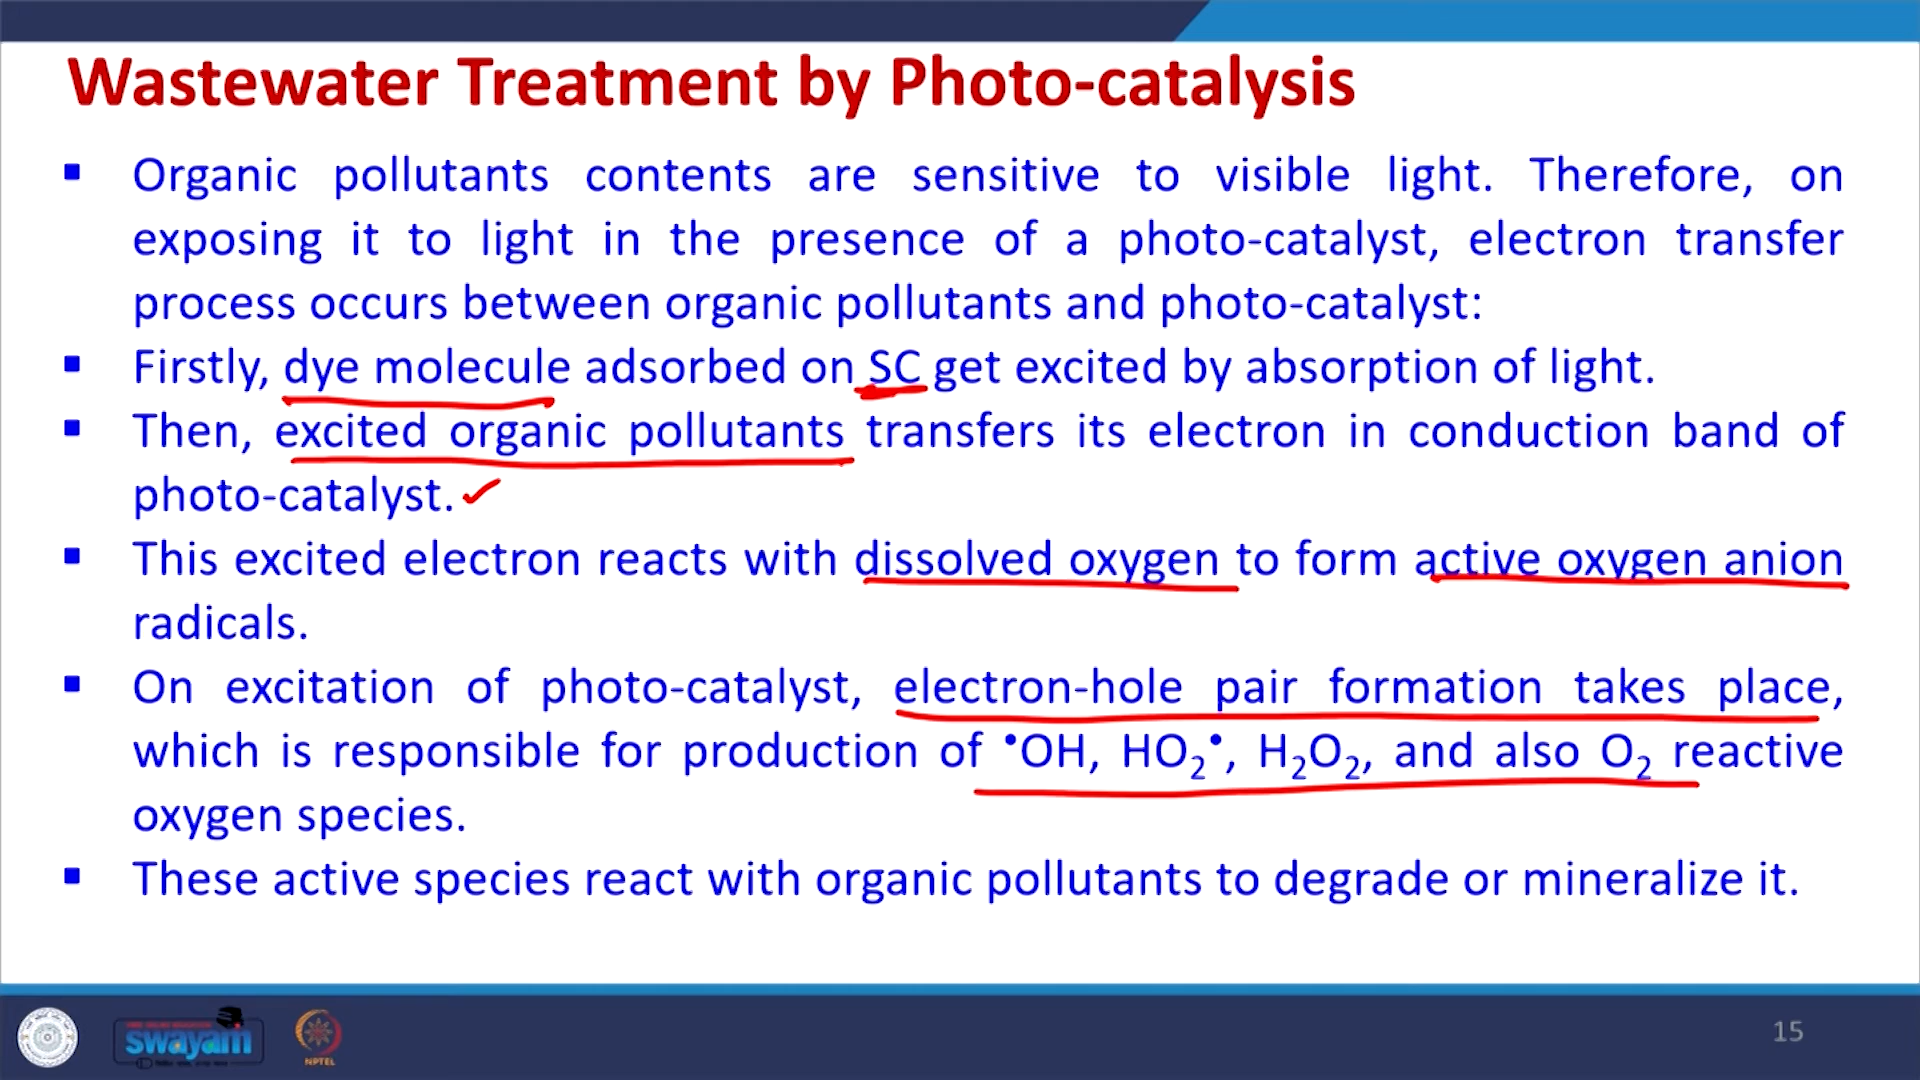 Wastewater Treatment by Photo-catalysis
▪ Organic pollutants contents are sensitive to visible light. Therefore, on
exposing it to light in the presence of a photo-catalyst, electron transfer
process occurs between organic pollutants and photo-catalyst:
▪ Firstly, dye molecule adsorbed on SC get excited by absorption of light.
▪ Then, excited organic pollutants transfers its electron in conduction band of
photo-catalyst.
▪ This excited electron reacts with dissolved oxygen to form active oxygen anion
radicals.
▪ On excitation of photo-catalyst, electron-hole pair formation takes place,
which is responsible for production of •OH, HO₂•, H₂O₂, and also O₂ reactive
oxygen species.
▪ These active species react with organic pollutants to degrade or mineralize it.
swayam
NPTEL
15